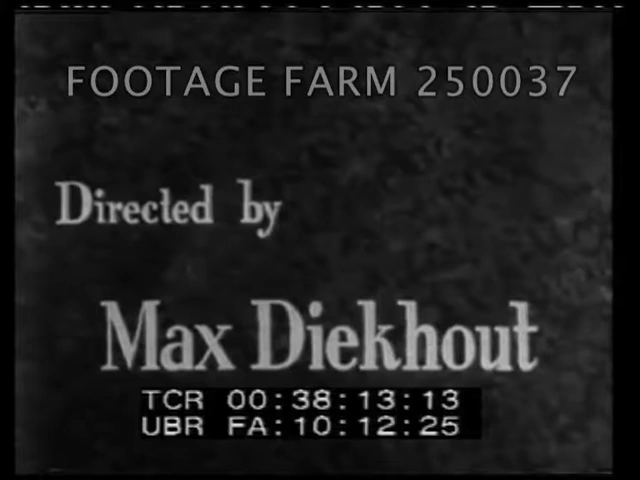 FOOTAGE FARM 250037
Directed by
Max Diekhout
TCR 00:38:13:13
UBR FA:10:12:25